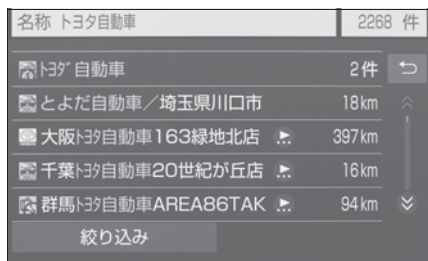 名称 トヨタ自動車 2268 件
トヨダ自動車 2件
とよだ自動車／埼玉県川口市 18km
大阪トヨタ自動車163緑地北店 397km
千葉トヨタ自動車20世紀が丘店 16km
群馬トヨタ自動車AREA86TAK 94km
絞り込み